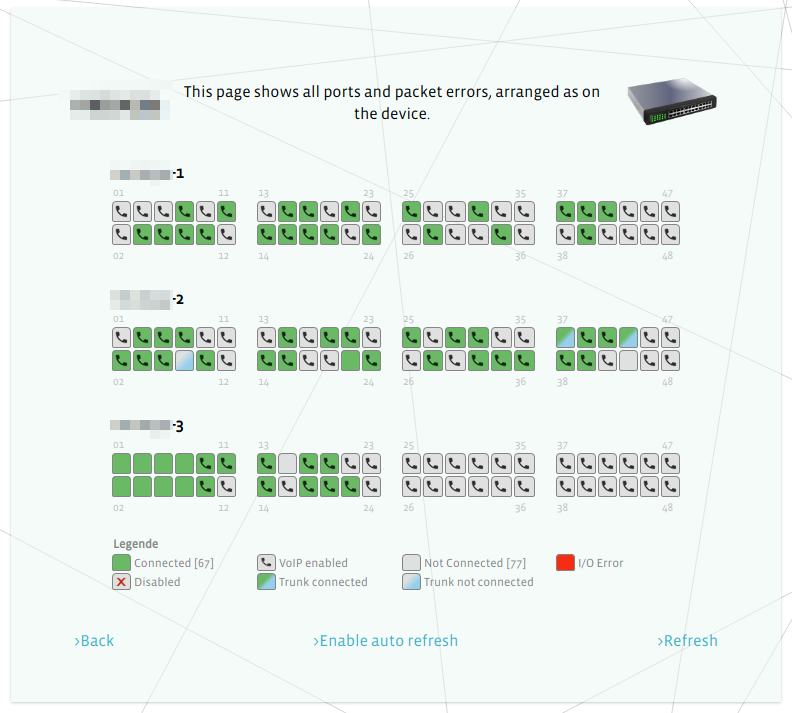 This page shows all ports and packet errors, arranged as on
the device.
-1
01 11 13 23 25 35 37 47
02 12 14 24 26 36 38 48
-2
01 11 13 23 25 35 37 47
02 12 14 24 26 36 38 48
-3
01 11 13 23 25 35 37 47
02 12 14 24 26 36 38 48
Legende
Connected [67] VoIP enabled Not Connected [77] I/O Error
Disabled Trunk connected Trunk not connected
>Back >Enable auto refresh >Refresh